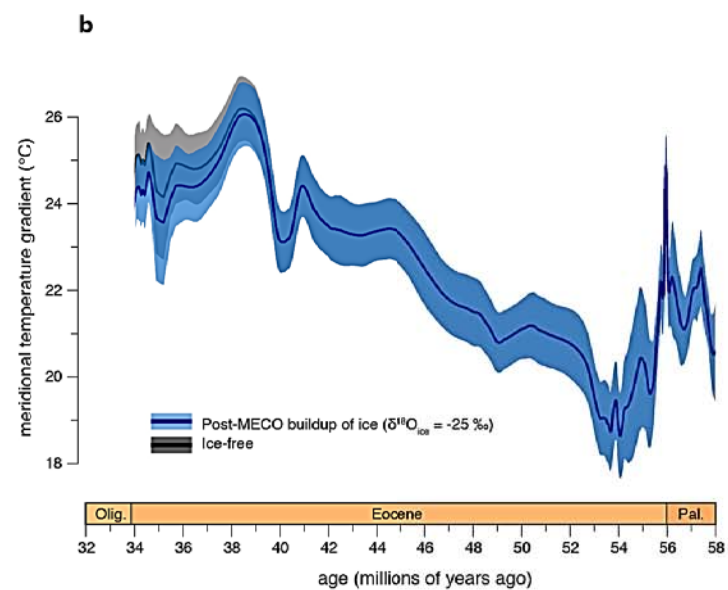 b
meridional temperature gradient (°C)
26
24
22
20
18
Post-MECO buildup of ice (δ¹⁸O_ice = -25 ‰)
Ice-free
Olig. Eocene Pal.
32 34 36 38 40 42 44 46 48 50 52 54 56 58
age (millions of years ago)